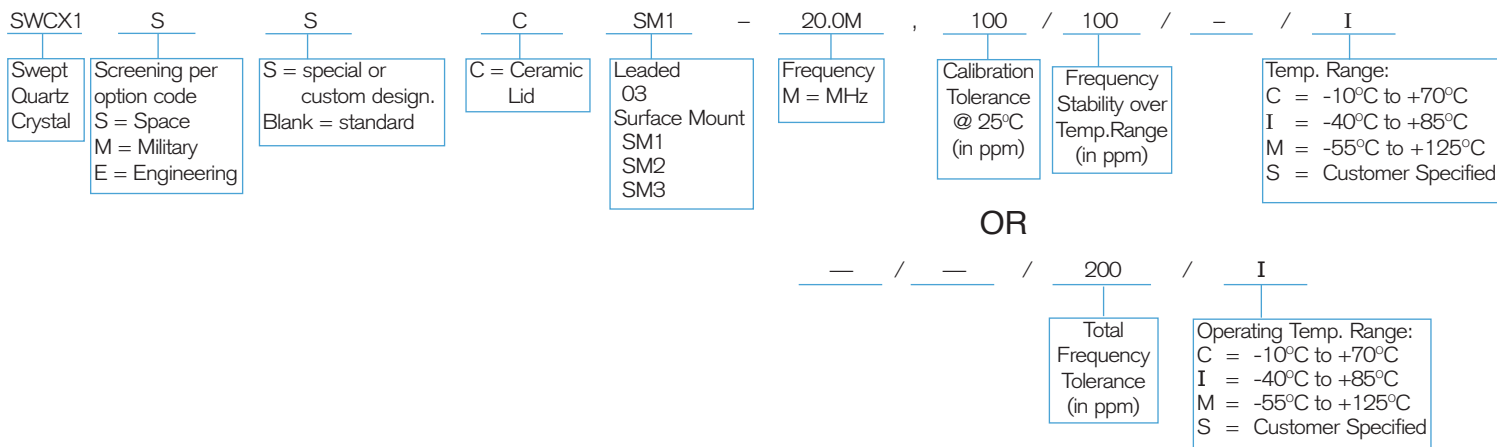 SWCX1 S S C SM1 – 20.0M , 100 / 100 / – / I
Swept
Quartz
Crystal
Screening per
option code
S = Space
M = Military
E = Engineering
S = special or
custom design.
Blank = standard
C = Ceramic
Lid
Leaded
03
Surface Mount
SM1
SM2
SM3
Frequency
M = MHz
Calibration
Tolerance
@ 25°C
(in ppm)
Frequency
Stability over
Temp.Range
(in ppm)
Temp. Range:
C = -10°C to +70°C
I = -40°C to +85°C
M = -55°C to +125°C
S = Customer Specified
OR
— / — / 200 / I
Total
Frequency
Tolerance
(in ppm)
Operating Temp. Range:
C = -10°C to +70°C
I = -40°C to +85°C
M = -55°C to +125°C
S = Customer Specified